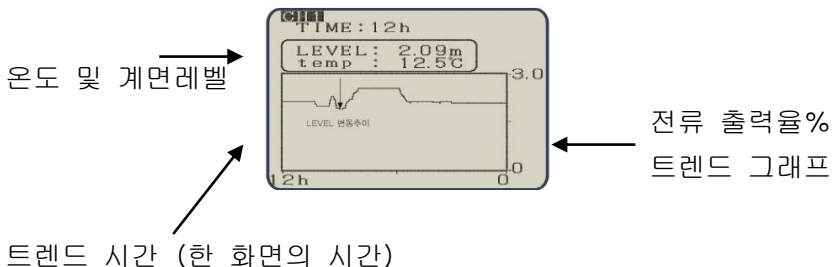 CH1
TIME:12h
LEVEL: 2.09m
temp : 12.5℃
온도 및 계면레벨
3.0
LEVEL 변동추이
전류 출력율%
트렌드 그래프
0
12h 0
트렌드 시간 (한 화면의 시간)